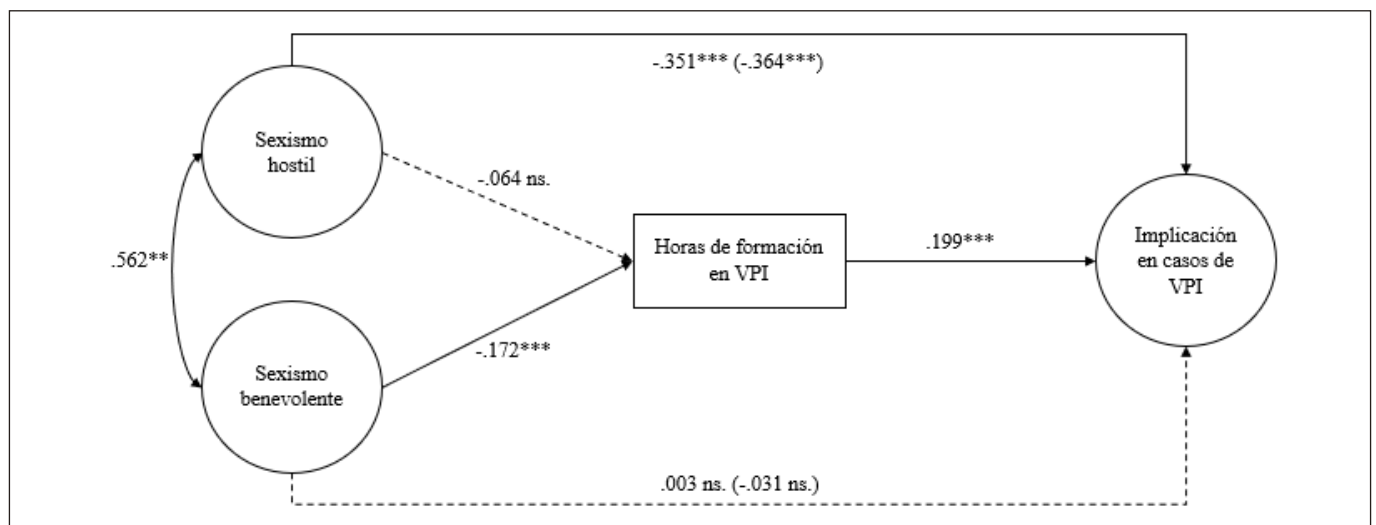 -.351*** (-.364***)
Sexismo
hostil
-.064 ns.
.562**
Horas de formación
en VPI
.199***
Implicación
en casos de
VPI
Sexismo
benevolente
-.172***
.003 ns. (-.031 ns.)